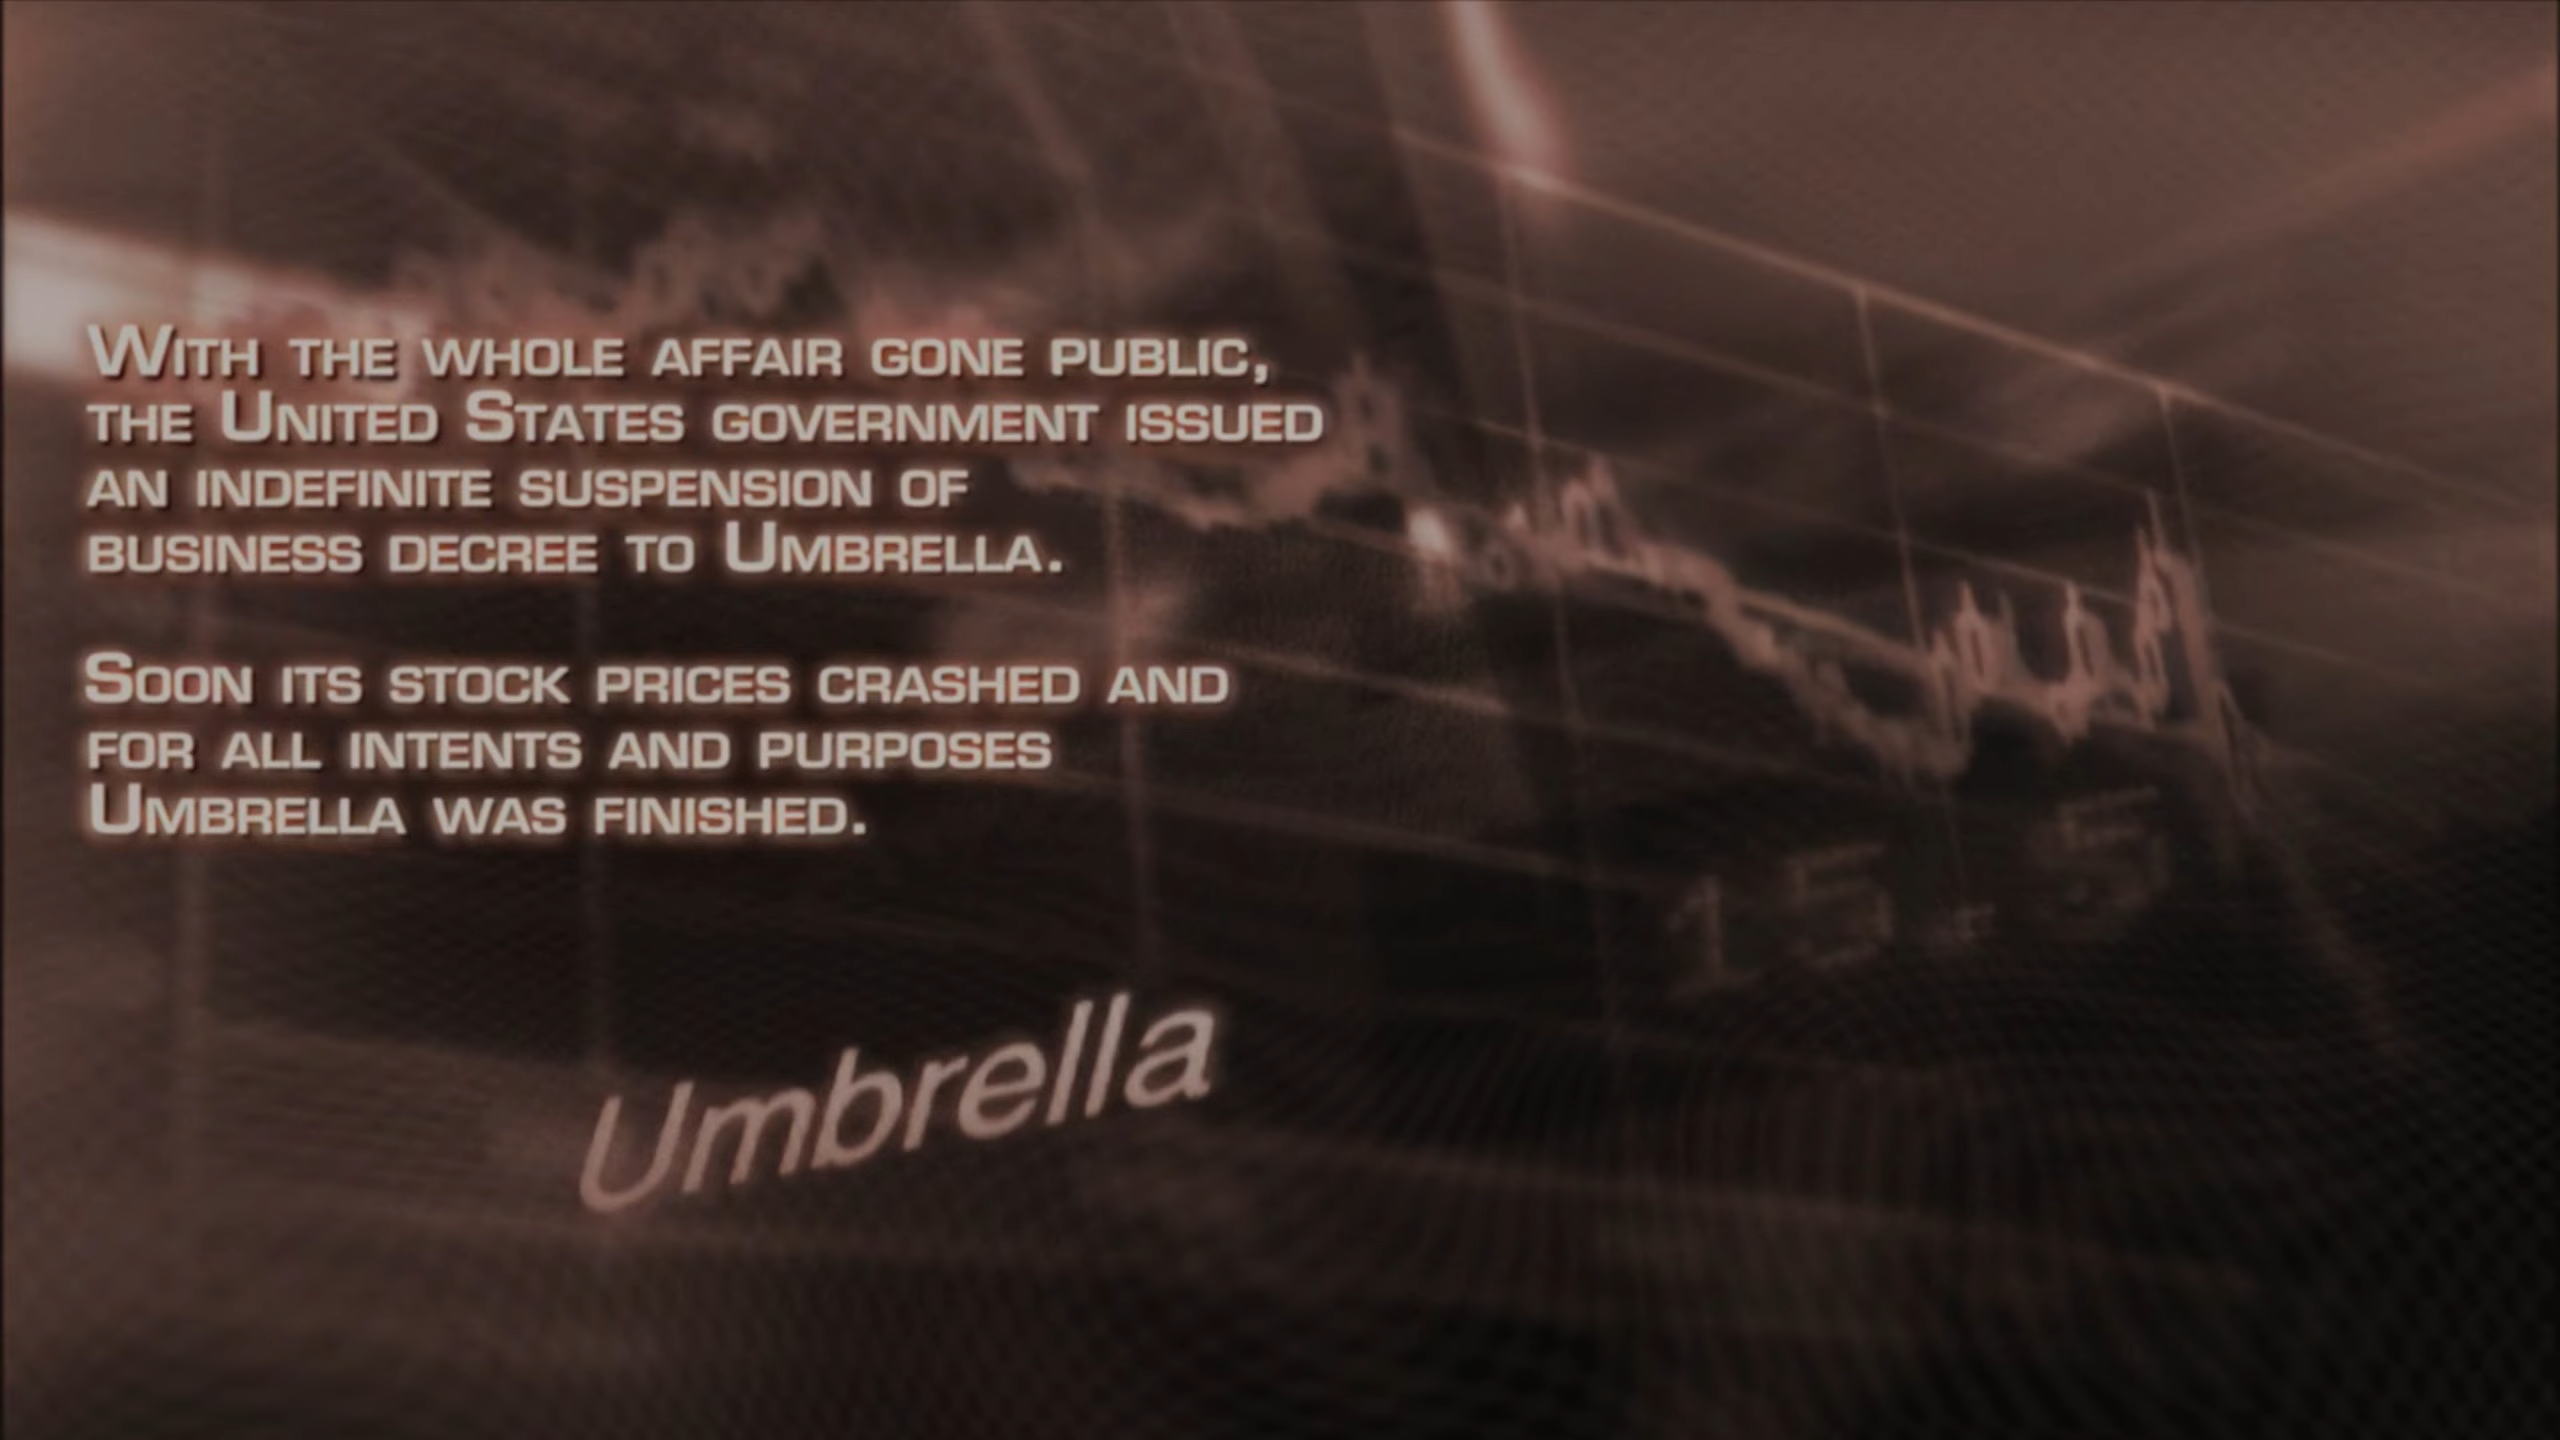 With the whole affair gone public,
the United States government issued
an indefinite suspension of
business decree to Umbrella.
Soon its stock prices crashed and
for all intents and purposes
Umbrella was finished.
Umbrella